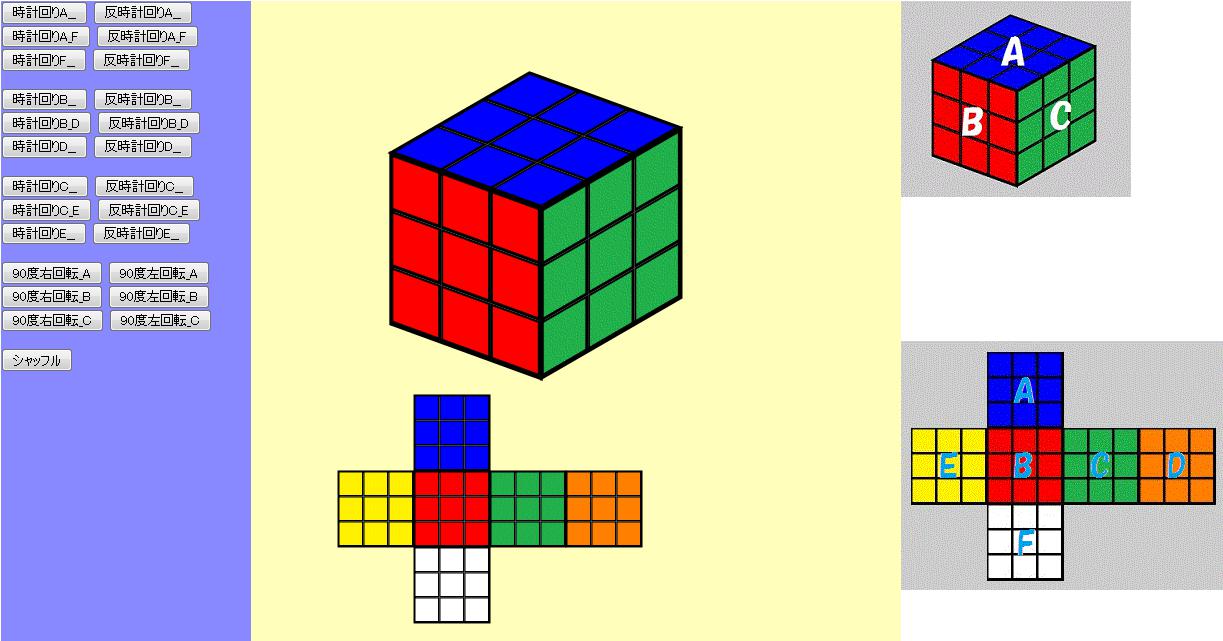 時計回りA_ 反時計回りA_
時計回りA_F 反時計回りA_F
時計回りF_ 反時計回りF_
時計回りB_ 反時計回りB_
時計回りB_D 反時計回りB_D
時計回りD_ 反時計回りD_
時計回りC_ 反時計回りC_
時計回りC_E 反時計回りC_E
時計回りE_ 反時計回りE_
90度右回転_A 90度左回転_A
90度右回転_B 90度左回転_B
90度右回転_C 90度左回転_C
シャッフル
A
B C
A
E B C D
F